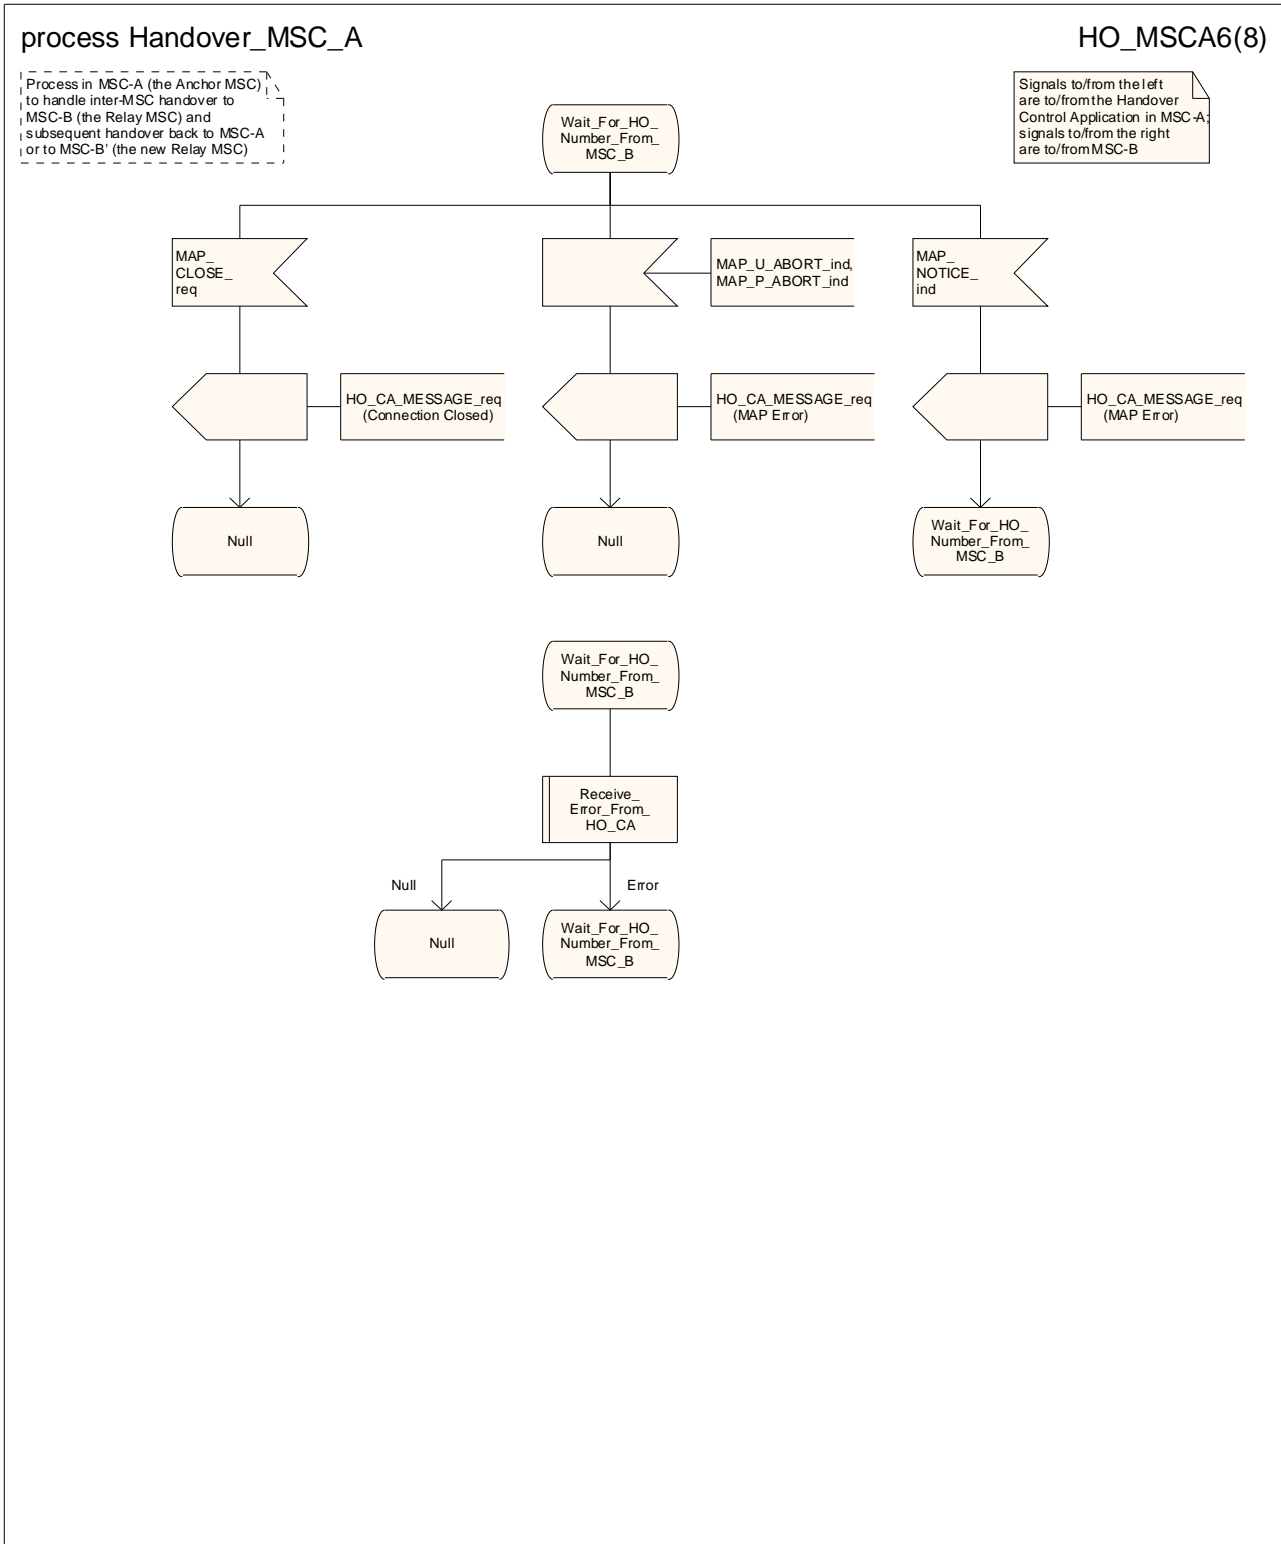 process Handover_MSC_A
HO_MSCA6(8)
Process in MSC-A (the Anchor MSC)
to handle inter-MSC handover to
MSC-B (the Relay MSC) and
subsequent handover back to MSC-A
or to MSC-B' (the new Relay MSC)
Signals to/from the left
are to/from the Handover
Control Application in MSC-A;
signals to/from the right
are to/from MSC-B
Wait_For_HO_
Number_From_
MSC_B
MAP_
CLOSE_
req
MAP_U_ABORT_ind,
MAP_P_ABORT_ind
MAP_
NOTICE_
ind
HO_CA_MESSAGE_req
(Connection Closed)
HO_CA_MESSAGE_req
(MAP Error)
HO_CA_MESSAGE_req
(MAP Error)
Null
Null
Wait_For_HO_
Number_From_
MSC_B
Wait_For_HO_
Number_From_
MSC_B
Receive_
Error_From_
HO_CA
Null
Error
Null
Wait_For_HO_
Number_From_
MSC_B